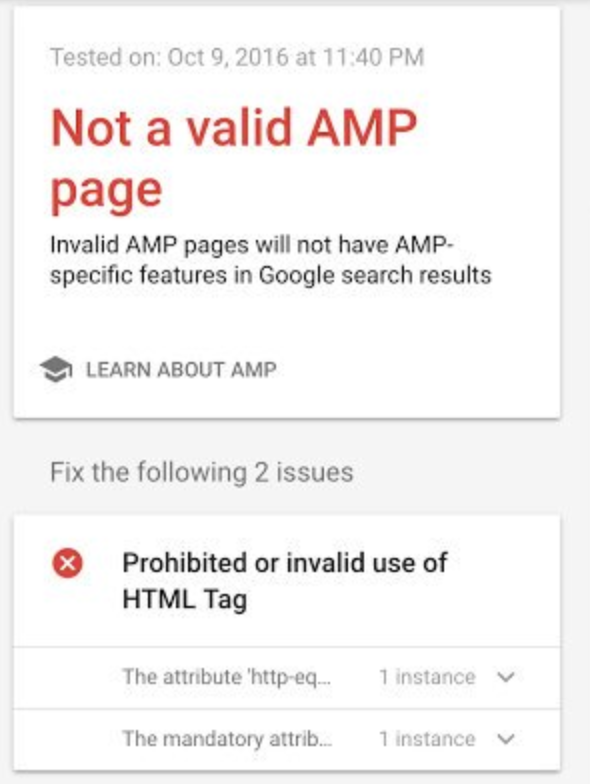 Tested on: Oct 9, 2016 at 11:40 PM
Not a valid AMP
page
Invalid AMP pages will not have AMP-
specific features in Google search results
LEARN ABOUT AMP
Fix the following 2 issues
Prohibited or invalid use of
HTML Tag
The attribute 'http-eq... 1 instance
The mandatory attrib... 1 instance